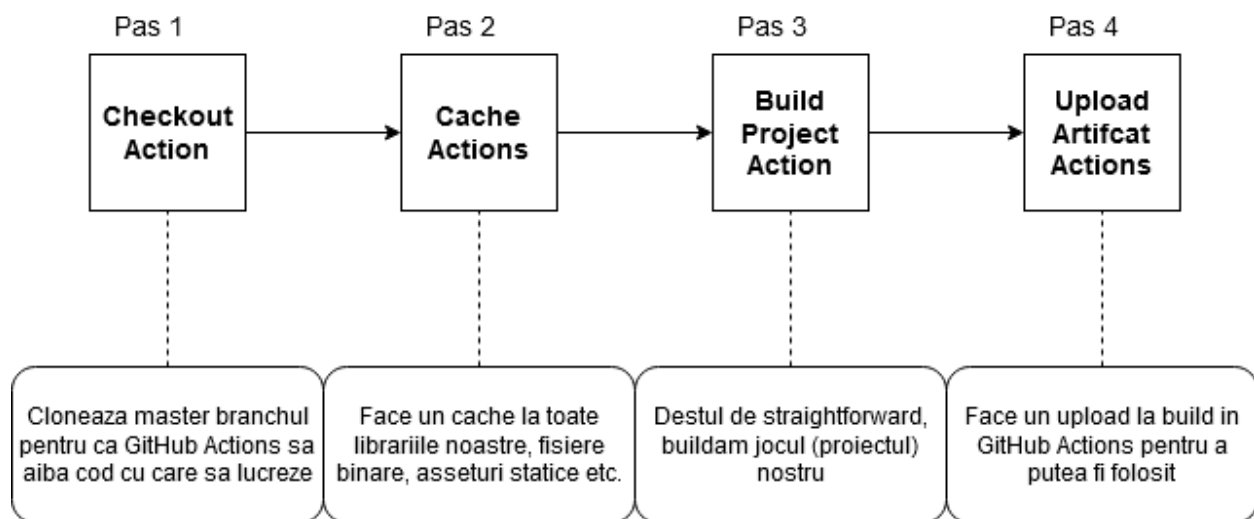 Pas 1
Pas 2
Pas 3
Pas 4
Checkout
Action
Cache
Actions
Build
Project
Action
Upload
Artifcat
Actions
Cloneaza master branchul
pentru ca GitHub Actions sa
aiba cod cu care sa lucreze
Face un cache la toate
librariile noastre, fisiere
binare, asseturi statice etc.
Destul de straightforward,
buildam jocul (proiectul)
nostru
Face un upload la build in
GitHub Actions pentru a
putea fi folosit